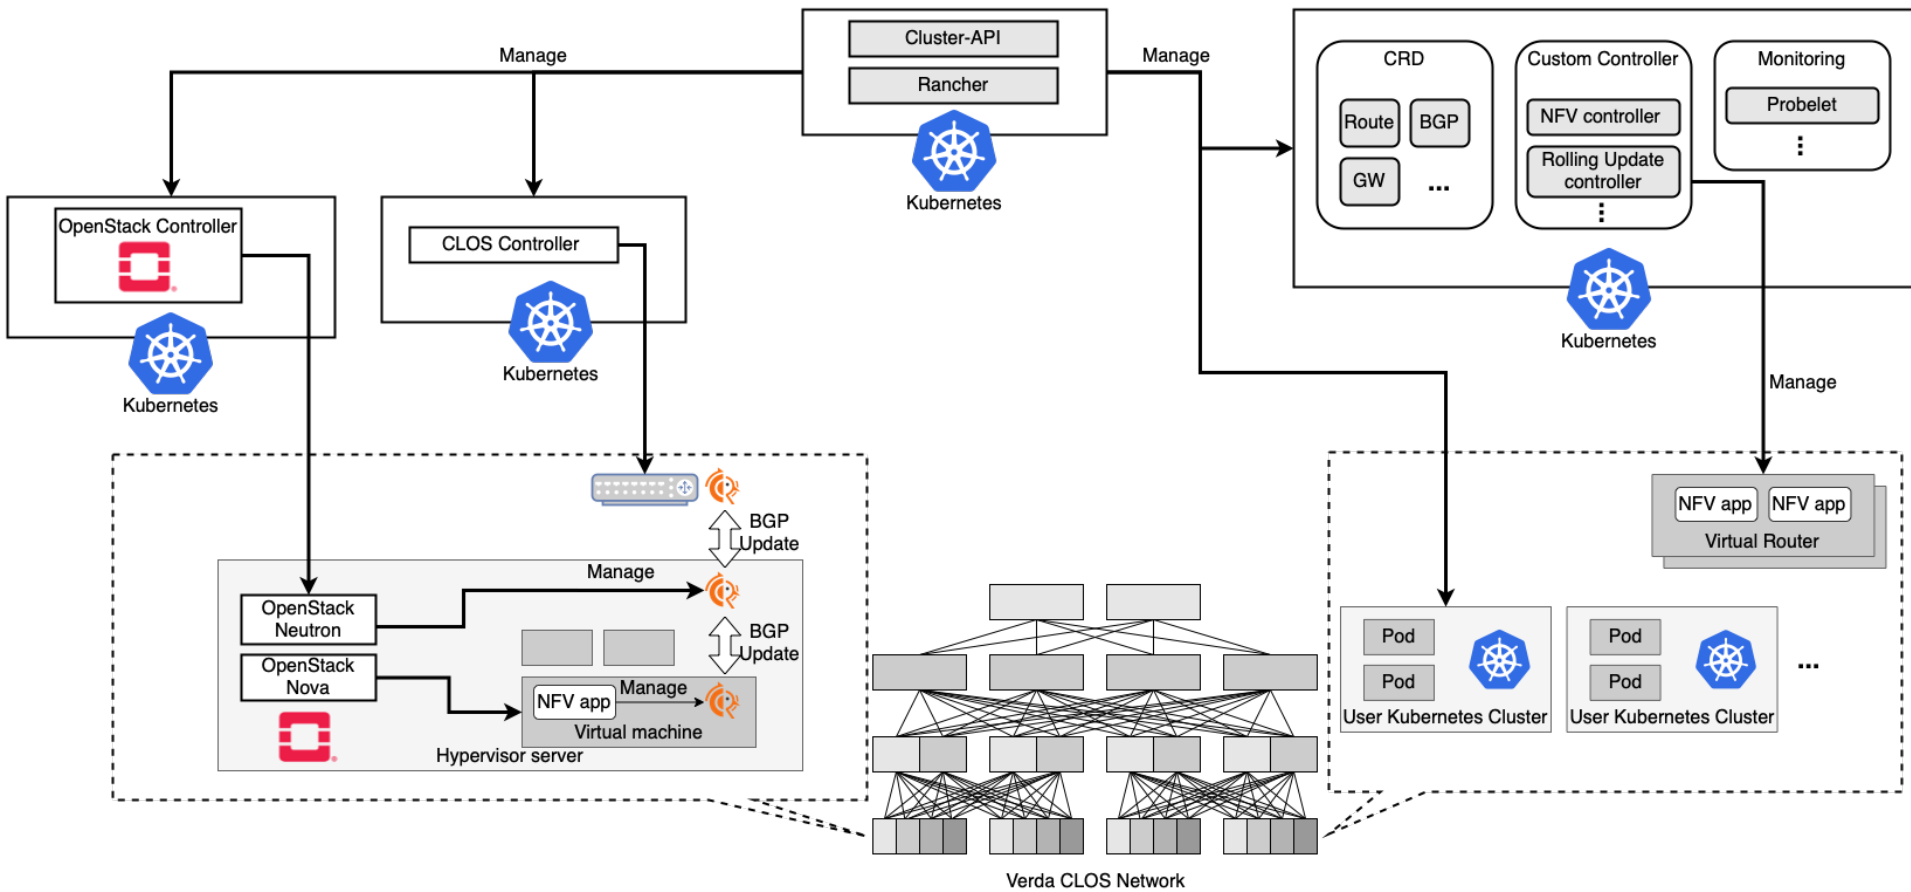 Cluster-API
Rancher
Kubernetes
Manage
Manage
CRD
Route
BGP
GW
...
Custom Controller
NFV controller
Rolling Update
controller
⋮
Monitoring
Probelet
⋮
Kubernetes
Manage
OpenStack Controller
Kubernetes
CLOS Controller
Kubernetes
BGP
Update
Manage
OpenStack
Neutron
BGP
Update
OpenStack
Nova
NFV app
Manage
Virtual machine
Hypervisor server
NFV app
NFV app
Virtual Router
Pod
Pod
User Kubernetes Cluster
Pod
Pod
User Kubernetes Cluster
...
Verda CLOS Network